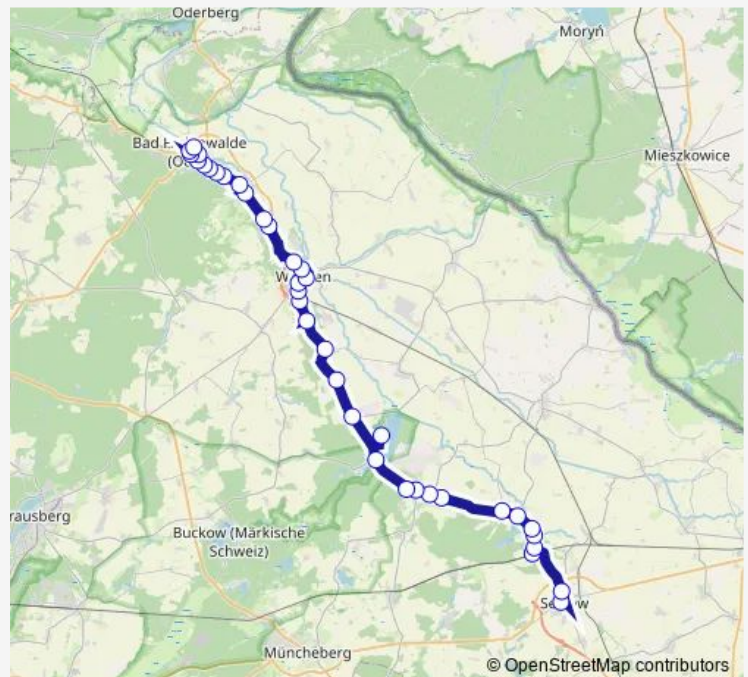 Oderberg
Moryń
Bad
walde
Mieszkowice
rausberg
Buckow (Märkische
Schweiz)
Müncheberg
© OpenStreetMap contributors